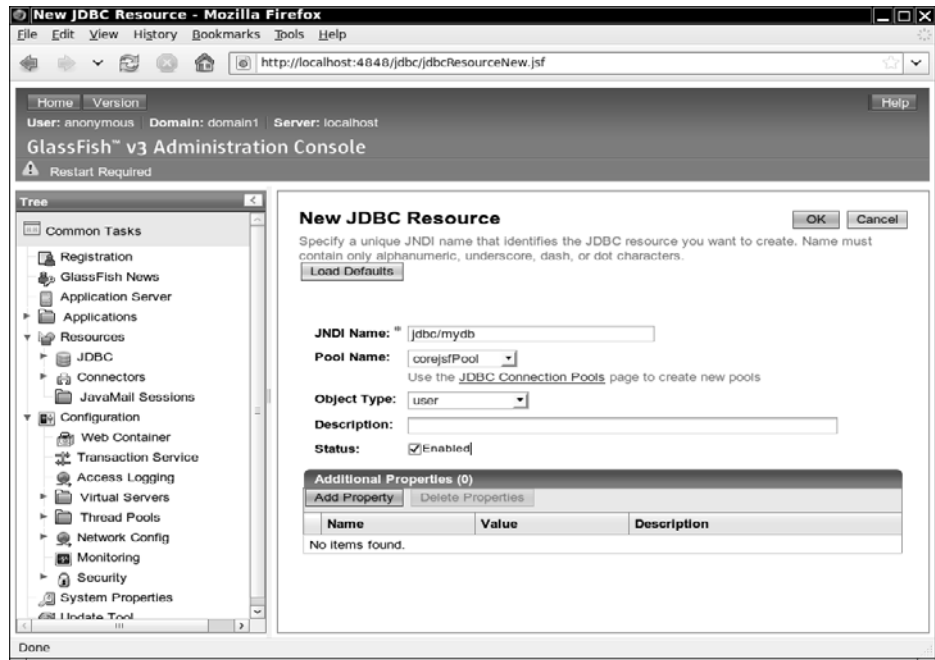 New JDBC Resource - Mozilla Firefox
File Edit View History Bookmarks Tools Help
http://localhost:4848/jdbc/jdbcResourceNew.jsf
Home Version Help
User: anonymous Domain: domain1 Server: localhost
GlassFish™ v3 Administration Console
Restart Required
Tree
Common Tasks
Registration
GlassFish News
Application Server
Applications
Resources
JDBC
Connectors
JavaMail Sessions
Configuration
Web Container
Transaction Service
Access Logging
Virtual Servers
Thread Pools
Network Config
Monitoring
Security
System Properties
Update Tool
New JDBC Resource
OK Cancel
Specify a unique JNDI name that identifies the JDBC resource you want to create. Name must
contain only alphanumeric, underscore, dash, or dot characters.
Load Defaults
JNDI Name: * jdbc/mydb
Pool Name: corejsfPool
Use the JDBC Connection Pools page to create new pools
Object Type: user
Description:
Status: Enabled
Additional Properties (0)
Add Property Delete Properties
Name Value Description
No items found.
Done